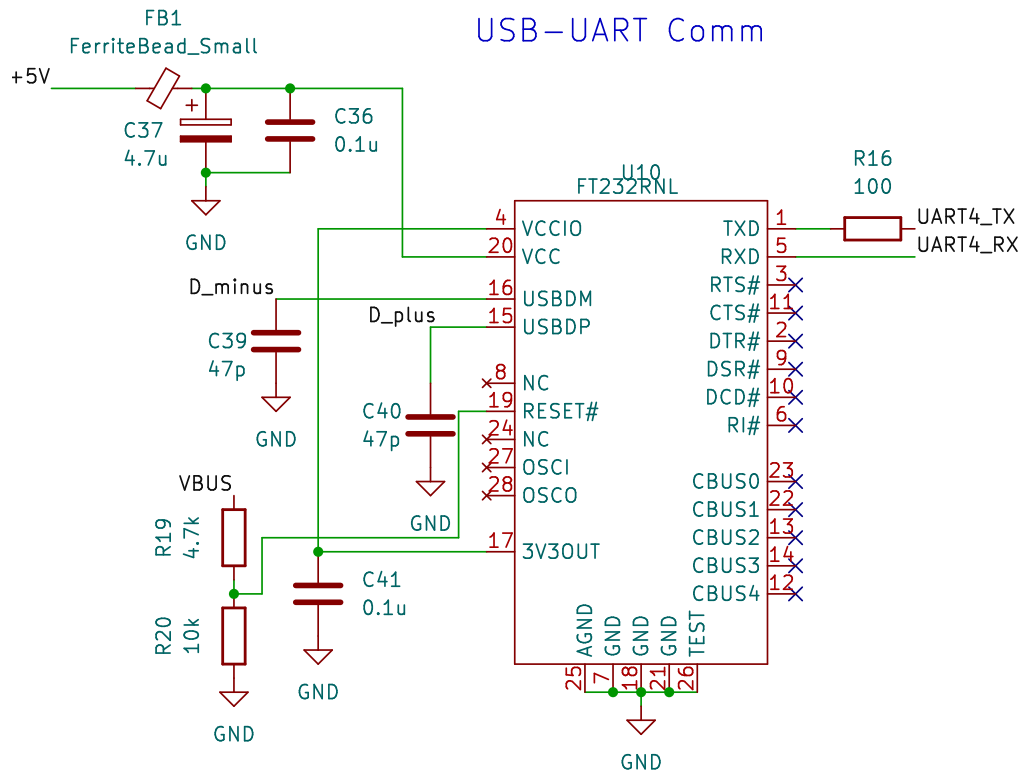 USB-UART Comm
FB1
FerriteBead_Small
+5V
+
C37
4.7u
C36
0.1u
GND
U10
FT232RNL
R16
100
UART4_TX
UART4_RX
4 VCCIO
20 VCC
16 USBDM
15 USBDP
8 NC
19 RESET#
24 NC
27 OSCI
28 OSCO
17 3V3OUT
TXD 1
RXD 5
RTS# 3
CTS# 11
DTR# 2
DSR# 9
DCD# 10
RI# 6
CBUS0 23
CBUS1 22
CBUS2 13
CBUS3 14
CBUS4 12
AGND 25
GND 7
GND 18
GND 21
TEST 26
GND
D_minus
C39
47p
GND
D_plus
C40
47p
GND
VBUS
R19
4.7k
R20
10k
GND
C41
0.1u
GND